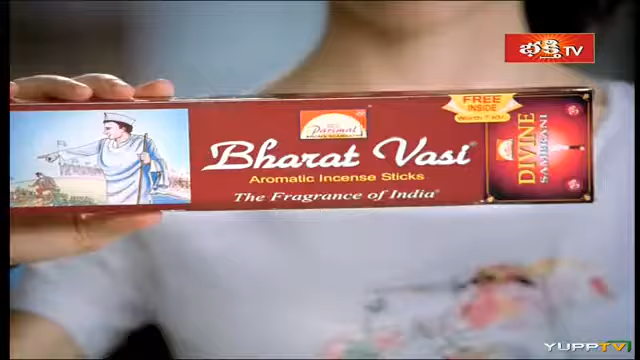 భక్తి TV
Parimal
Bharat Vasi
Aromatic Incense Sticks
The Fragrance of India
FREE
INSIDE
DIVINE
SAMBRANI
YUPPTV